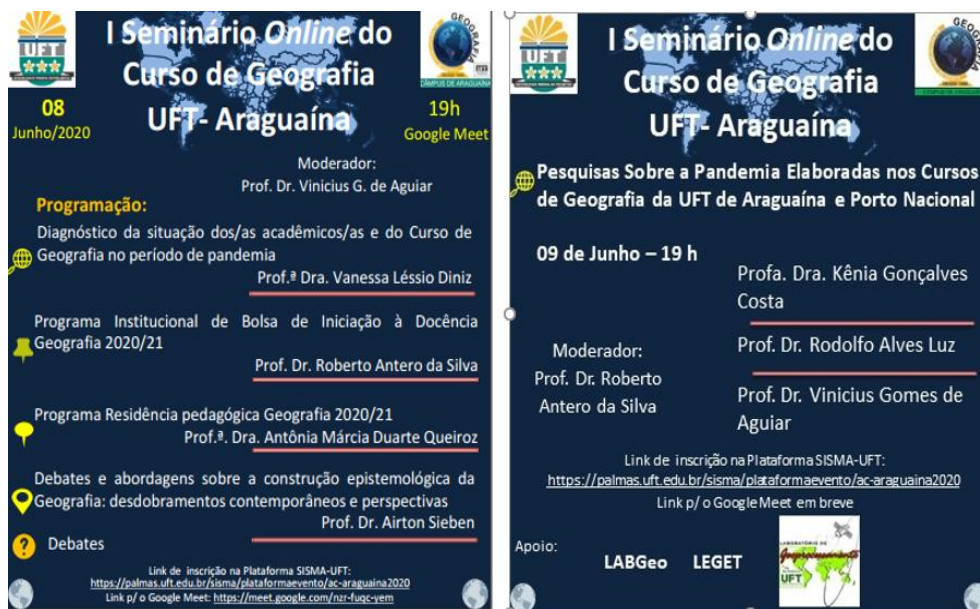 UFT
GEOGRAFIA
CÂMPUS DE ARAGUAÍNA
I Seminário Online do
Curso de Geografia
UFT- Araguaína
08
Junho/2020
19h
Google Meet
Moderador:
Prof. Dr. Vinicius G. de Aguiar
Programação:
Diagnóstico da situação dos/as acadêmicos/as e do Curso de
Geografia no período de pandemia
Prof.ª Dra. Vanessa Léssio Diniz
Programa Institucional de Bolsa de Iniciação à Docência
Geografia 2020/21
Prof. Dr. Roberto Antero da Silva
Programa Residência pedagógica Geografia 2020/21
Prof.ª. Dra. Antônia Márcia Duarte Queiroz
Debates e abordagens sobre a construção epistemológica da
Geografia: desdobramentos contemporâneos e perspectivas
Prof. Dr. Airton Sieben
? Debates
Link de inscrição na Plataforma SISMA-UFT:
https://palmas.uft.edu.br/sisma/plataformaevento/ac-araguaina2020
Link p/ o Google Meet: https://meet.google.com/nzr-fuqc-yem
UFT
I Seminário Online do
Curso de Geografia
UFT- Araguaína
Pesquisas Sobre a Pandemia Elaboradas nos Cursos
de Geografia da UFT de Araguaína e Porto Nacional
09 de Junho – 19 h
Profa. Dra. Kênia Gonçalves
Costa
Moderador:
Prof. Dr. Roberto
Antero da Silva
Prof. Dr. Rodolfo Alves Luz
Prof. Dr. Vinicius Gomes de
Aguiar
Link de inscrição na Plataforma SISMA-UFT:
https://palmas.uft.edu.br/sisma/plataformaevento/ac-araguaina2020
Link p/ o Google Meet em breve
Apoio:
LABGeo LEGET
LABORATÓRIO DE
Geoprocessamento
UFT